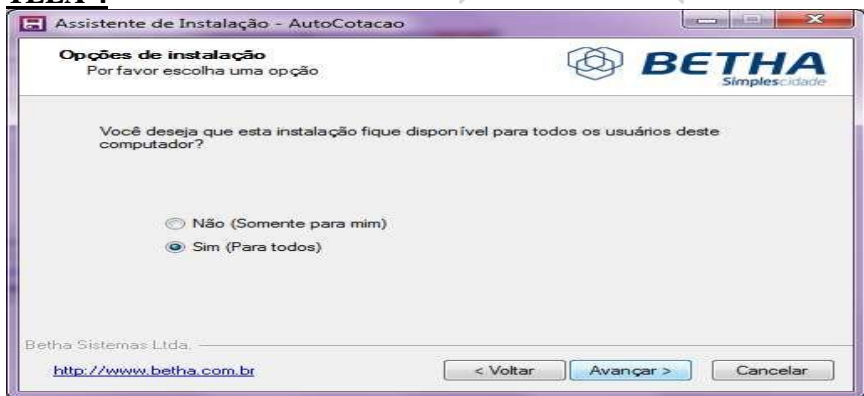 TELA 4
Assistente de Instalação - AutoCotacao
Opções de instalação
Por favor escolha uma opção
BETHA
Simplescidade
Você deseja que esta instalação fique disponível para todos os usuários deste
computador?
Não (Somente para mim)
Sim (Para todos)
Betha Sistemas Ltda.
http://www.betha.com.br
< Voltar
Avançar >
Cancelar